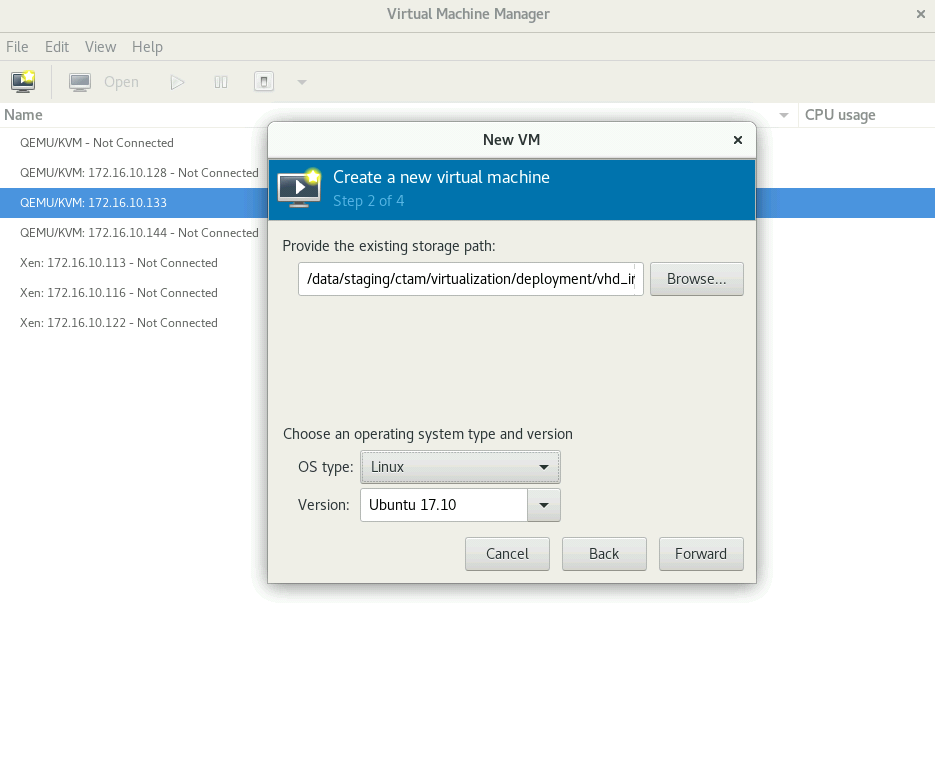 Virtual Machine Manager
File Edit View Help
Open
Name CPU usage
QEMU/KVM - Not Connected
QEMU/KVM: 172.16.10.128 - Not Connected
QEMU/KVM: 172.16.10.133
QEMU/KVM: 172.16.10.144 - Not Connected
Xen: 172.16.10.113 - Not Connected
Xen: 172.16.10.116 - Not Connected
Xen: 172.16.10.122 - Not Connected
New VM
Create a new virtual machine
Step 2 of 4
Provide the existing storage path:
/data/staging/ctam/virtualization/deployment/ Browse...
Choose an operating system type and version
OS type: Linux
Version: Ubuntu 17.10
Cancel Back Forward